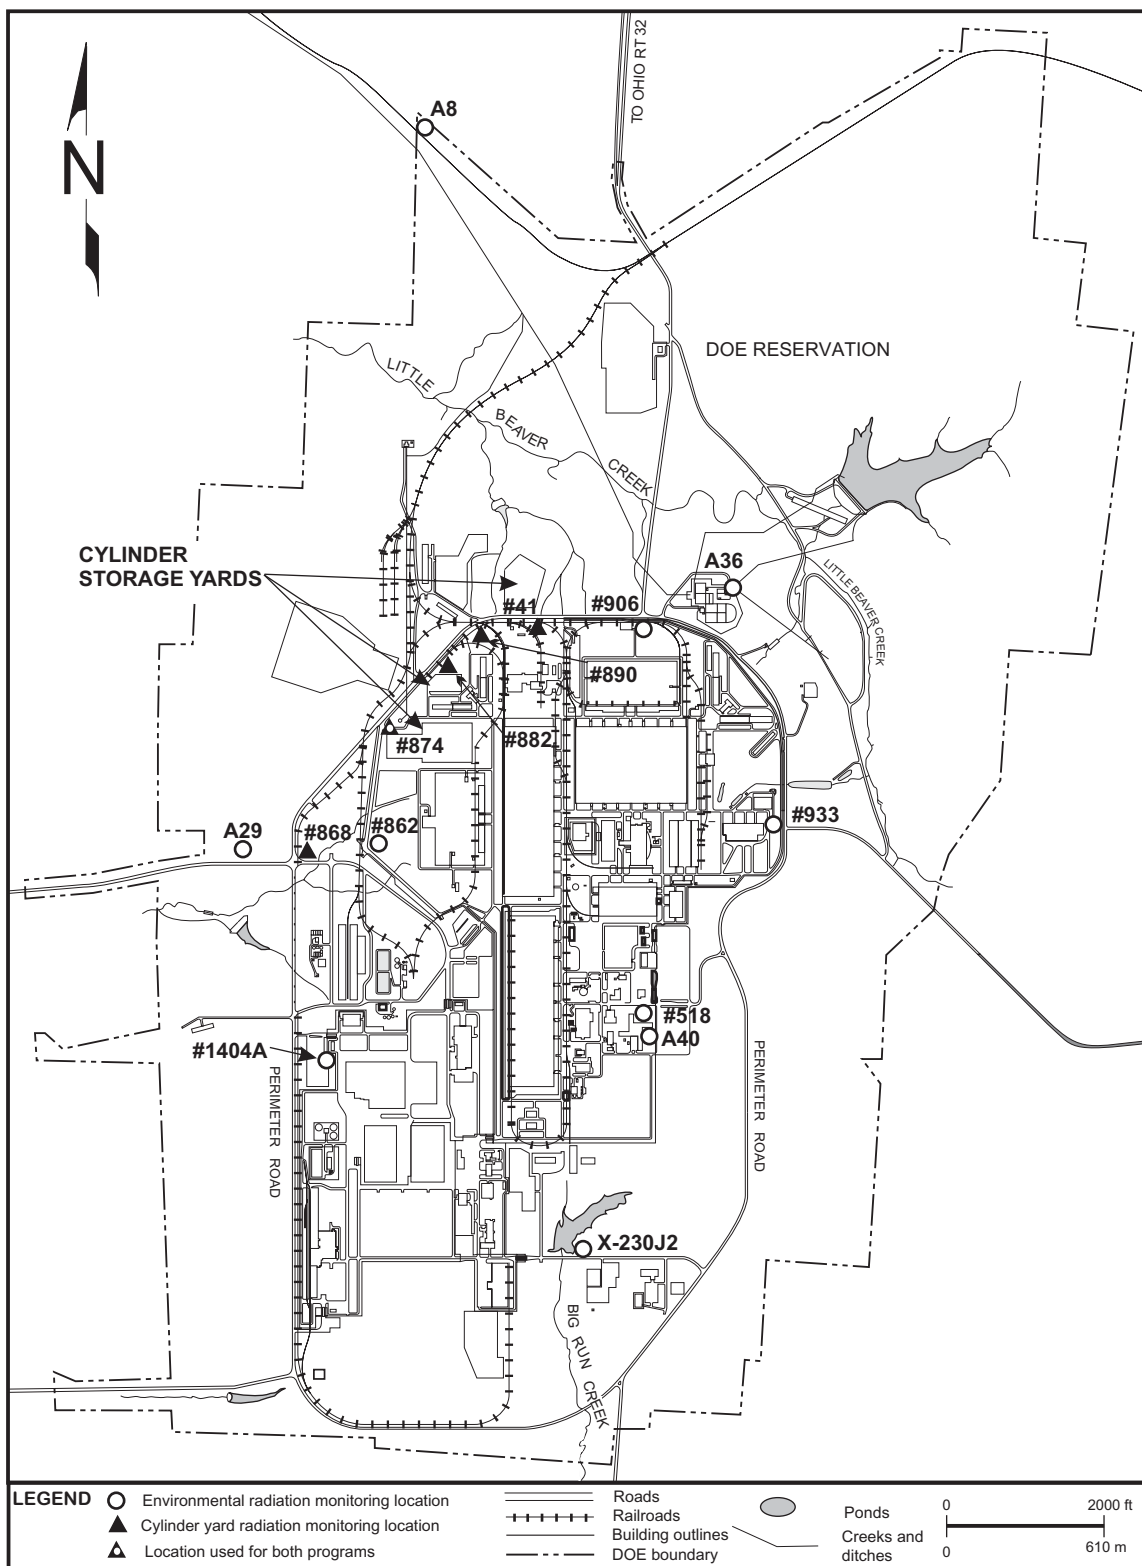 TO OHIO RT 32
A8
N
DOE RESERVATION
LITTLE
BEAVER
CREEK
CYLINDER
STORAGE YARDS
A36
LITTLE BEAVER CREEK
#41
#906
#890
#874
#882
#933
A29
#868
#862
#518
A40
#1404A
PERIMETER ROAD
PERIMETER ROAD
X-230J2
BIG RUN CREEK
LEGEND
Environmental radiation monitoring location
Cylinder yard radiation monitoring location
Location used for both programs
Roads
Railroads
Building outlines
DOE boundary
Ponds
Creeks and
ditches
0 2000 ft
0 610 m